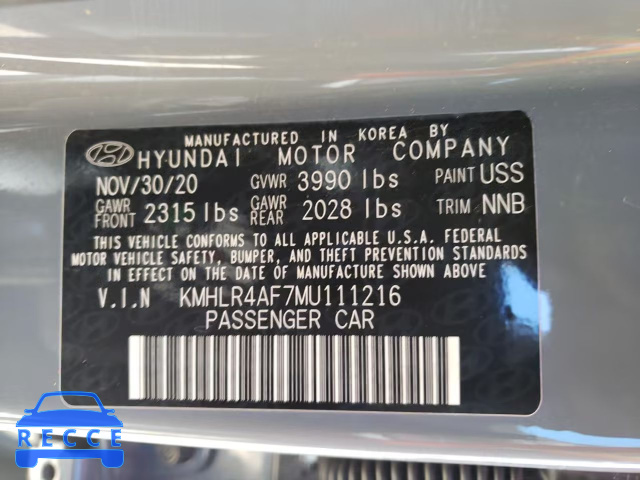 MANUFACTURED IN KOREA BY
HYUNDAI MOTOR COMPANY
NOV/30/20 GVWR 3990 lbs PAINT USS
GAWR FRONT 2315 lbs GAWR REAR 2028 lbs TRIM NNB
THIS VEHICLE CONFORMS TO ALL APPLICABLE U.S.A. FEDERAL
MOTOR VEHICLE SAFETY, BUMPER, AND THEFT PREVENTION STANDARDS
IN EFFECT ON THE DATE OF MANUFACTURE SHOWN ABOVE.
V.I.N KMHLR4AF7MU111216
PASSENGER CAR
BIDFACE